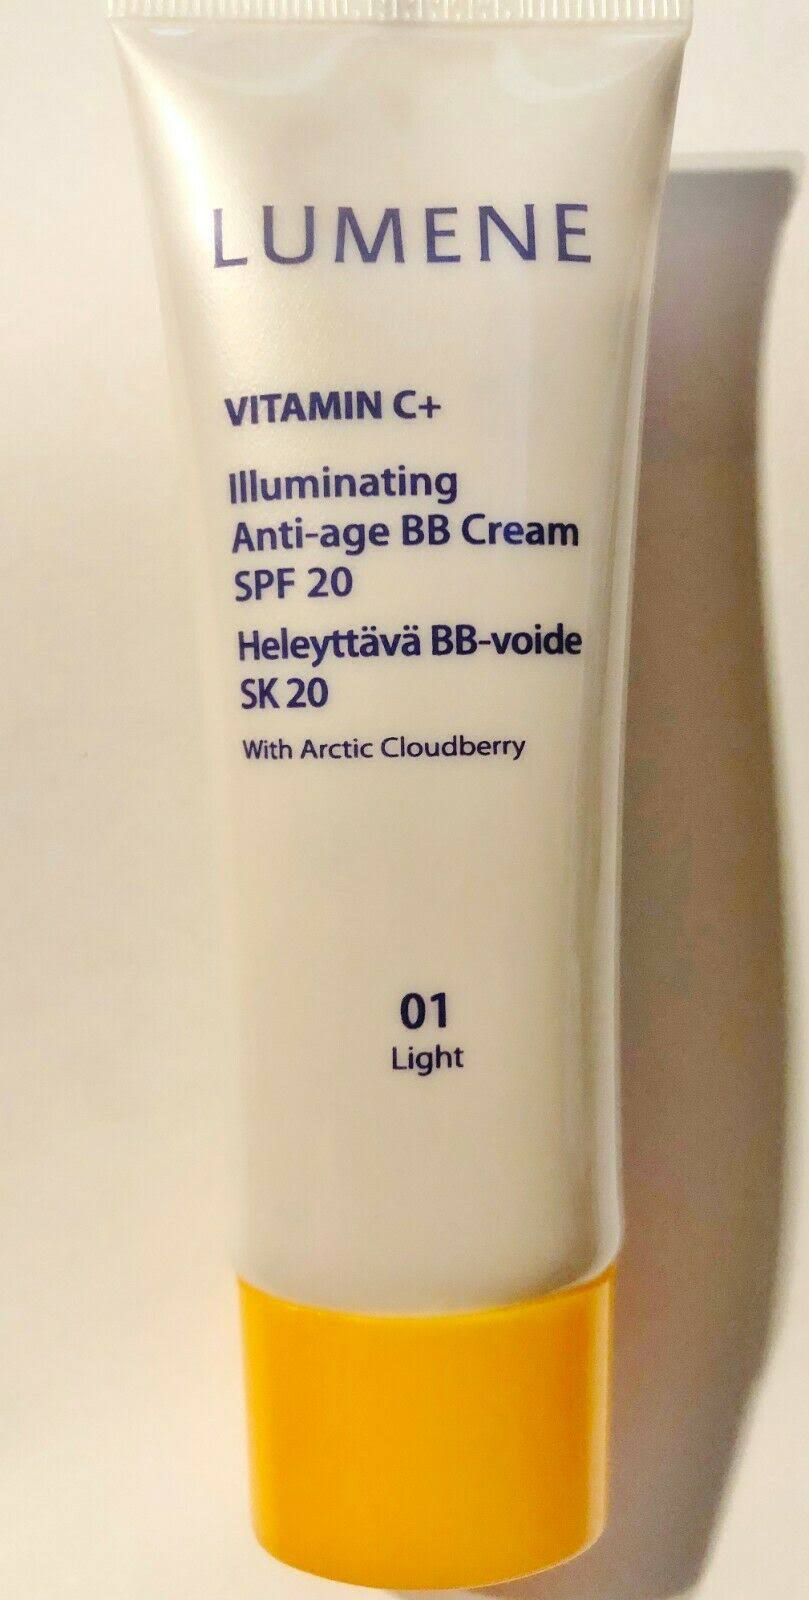 LUMENE
VITAMIN C+
Illuminating
Anti-age BB Cream
SPF 20
Heleyttävä BB-voide
SK 20
With Arctic Cloudberry
01
Light